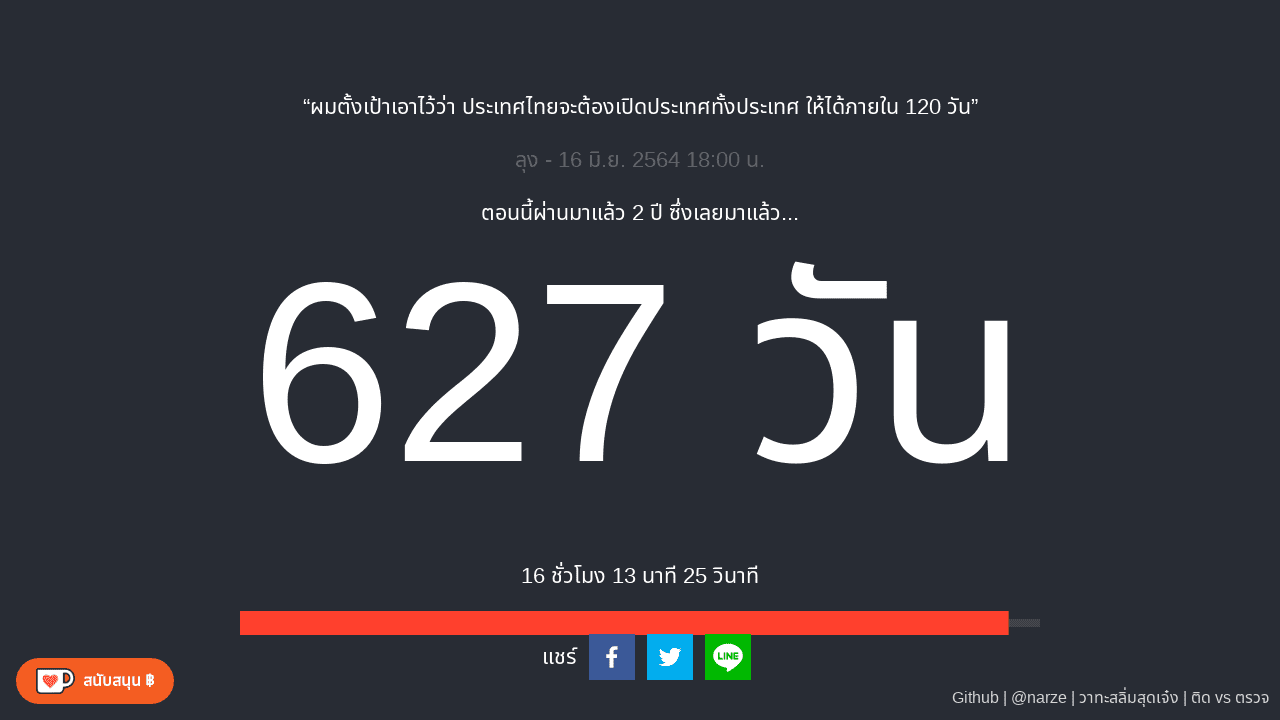 “ผมตั้งเป้าเอาไว้ว่า ประเทศไทยจะต้องเปิดประเทศทั้งประเทศ ให้ได้ภายใน 120 วัน”
ลุง - 16 มิ.ย. 2564 18:00 น.
ตอนนี้ผ่านมาแล้ว 2 ปี ซึ่งเลยมาแล้ว...
627 วัน
16 ชั่วโมง 13 นาที 25 วินาที
แชร์
LINE
สนับสนุน ฿
Github | @narze | วาทะสลิ่มสุดเจ๋ง | ติด vs ตรวจ